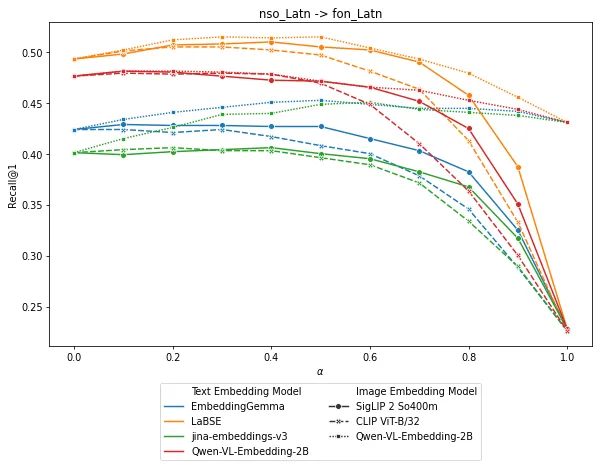 nso_Latn -> fon_Latn
Recall@1
0.50
0.45
0.40
0.35
0.30
0.25
0.0 0.2 0.4 0.6 0.8 1.0
α
Text Embedding Model Image Embedding Model
EmbeddingGemma SigLIP 2 So400m
LaBSE CLIP ViT-B/32
jina-embeddings-v3 Qwen-VL-Embedding-2B
Qwen-VL-Embedding-2B